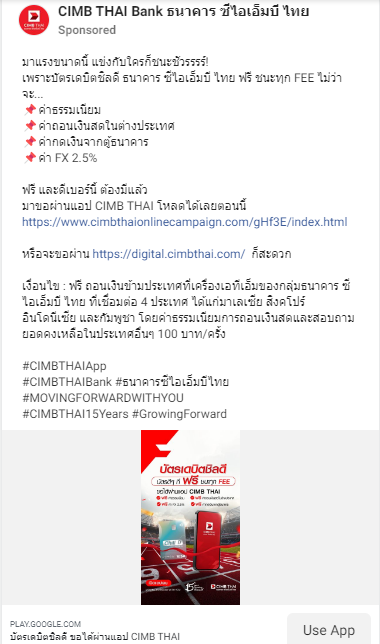 CIMB THAI Bank ธนาคาร ซีไอเอ็มบี ไทย
Sponsored
CIMB THAI
มาแรงขนาดนี้ แข่งกับใครก็ชนะชัวรรรร์!
เพราะบัตรเดบิตชิลดี ธนาคาร ซีไอเอ็มบี ไทย ฟรี ชนะทุก FEE ไม่ว่า
จะ...
📌ค่าธรรมเนียม
📌ค่าถอนเงินสดในต่างประเทศ
📌ค่ากดเงินจากตู้ธนาคาร
📌ค่า FX 2.5%
ฟรี และดีเบอร์นี้ ต้องมีแล้ว
มาขอผ่านแอป CIMB THAI โหลดได้เลยตอนนี้
https://www.cimbthaionlinecampaign.com/gHf3E/index.html
หรือจะขอผ่าน https://digital.cimbthai.com/ ก็สะดวก
เงื่อนไข : ฟรี ถอนเงินข้ามประเทศที่เครื่องเอทีเอ็มของกลุ่มธนาคาร ซี
ไอเอ็มบี ไทย ที่เชื่อมต่อ 4 ประเทศ ได้แก่มาเลเซีย สิงคโปร์
อินโดนีเซีย และกัมพูชา โดยค่าธรรมเนียมการถอนเงินสดและสอบถาม
ยอดคงเหลือในประเทศอื่นๆ 100 บาท/ครั้ง
#CIMBTHAIApp
#CIMBTHAIBank #ธนาคารซีไอเอ็มบีไทย
#MOVINGFORWARDWITHYOU
#CIMBTHAI15Years #GrowingForward
บัตรเดบิตชิลดี
บัตรดีๆ ที่ ฟรี ชนะทุก FEE
ขอได้ผ่านแอป CIMB THAI
CIMB THAI
PLAY.GOOGLE.COM
บัตรเดบิตชิลดี ขอได้ผ่านแอป CIMB THAI
Use App